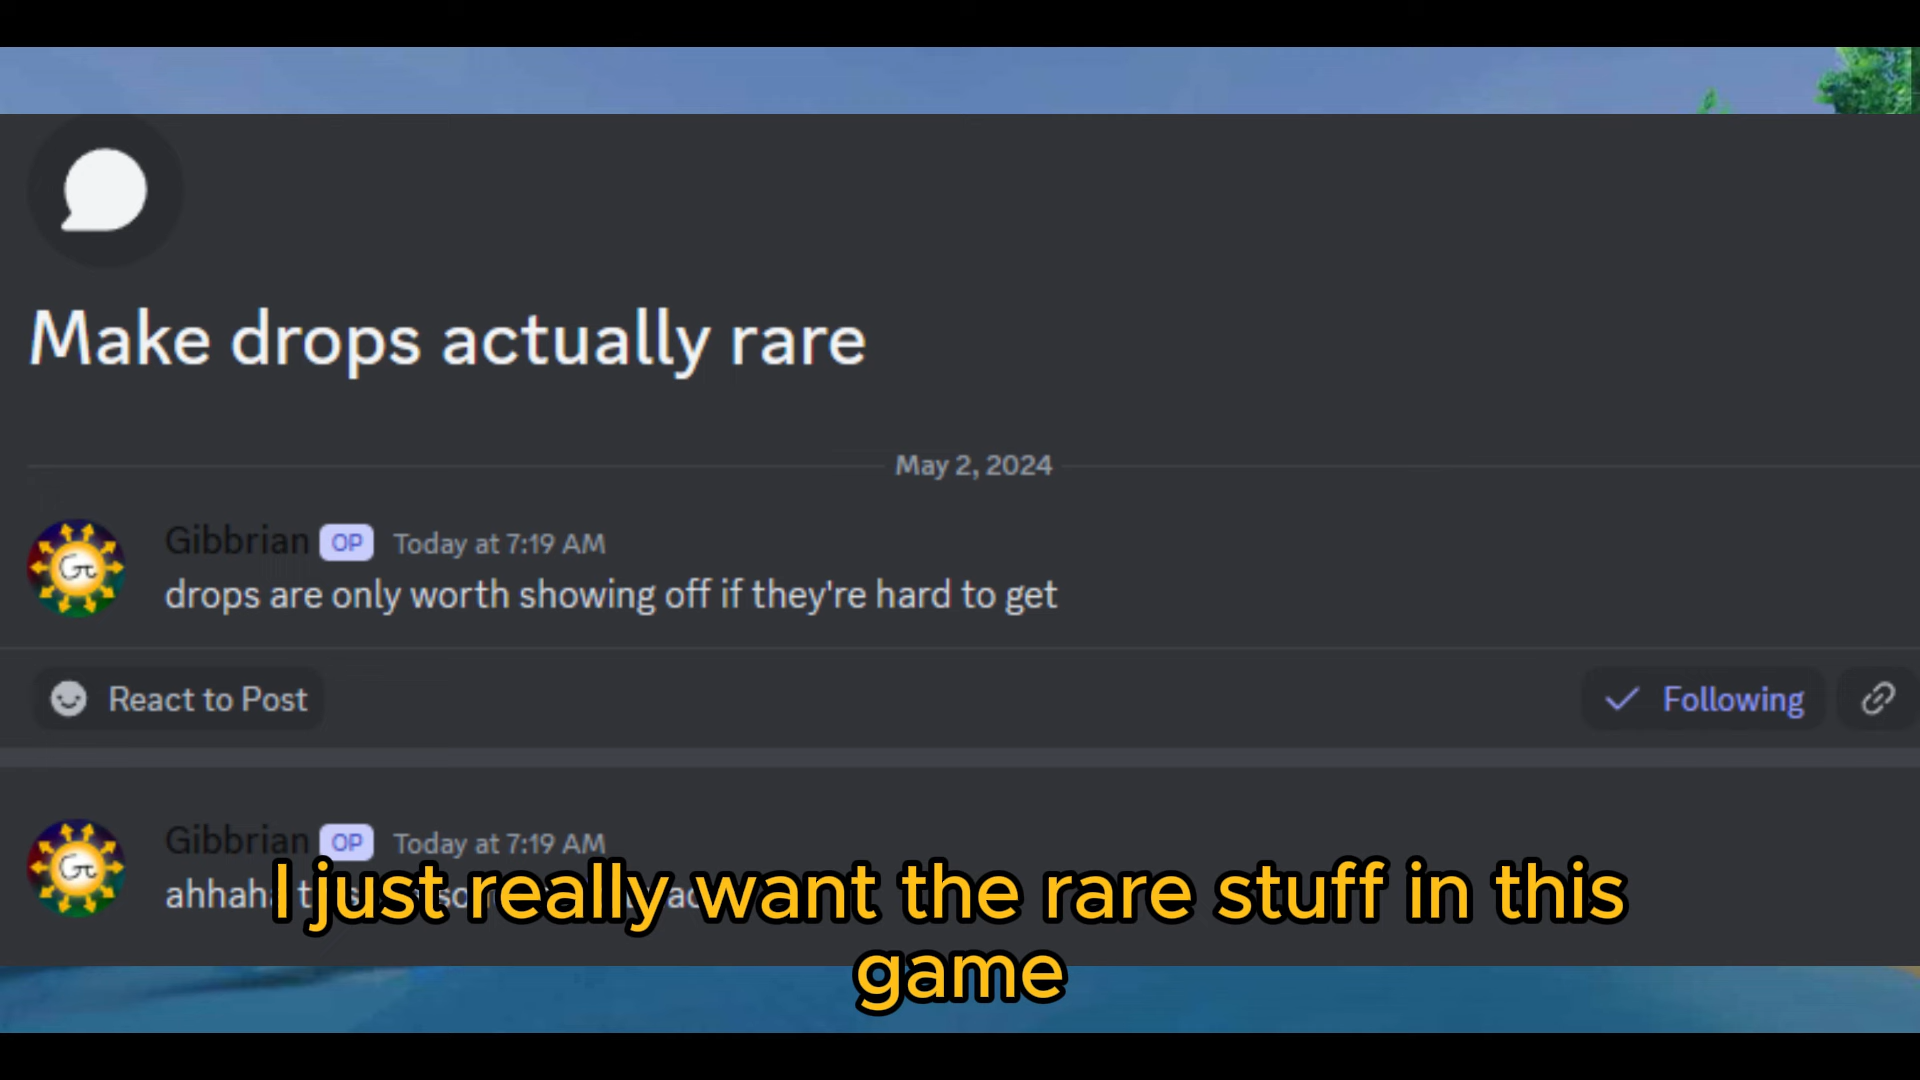 Make drops actually rare
May 2, 2024
Gibbrian OP Today at 7:19 AM
drops are only worth showing off if they're hard to get
React to Post
Following
Gibbrian OP Today at 7:19 AM
ahhaha
I just really want the rare stuff in this
game